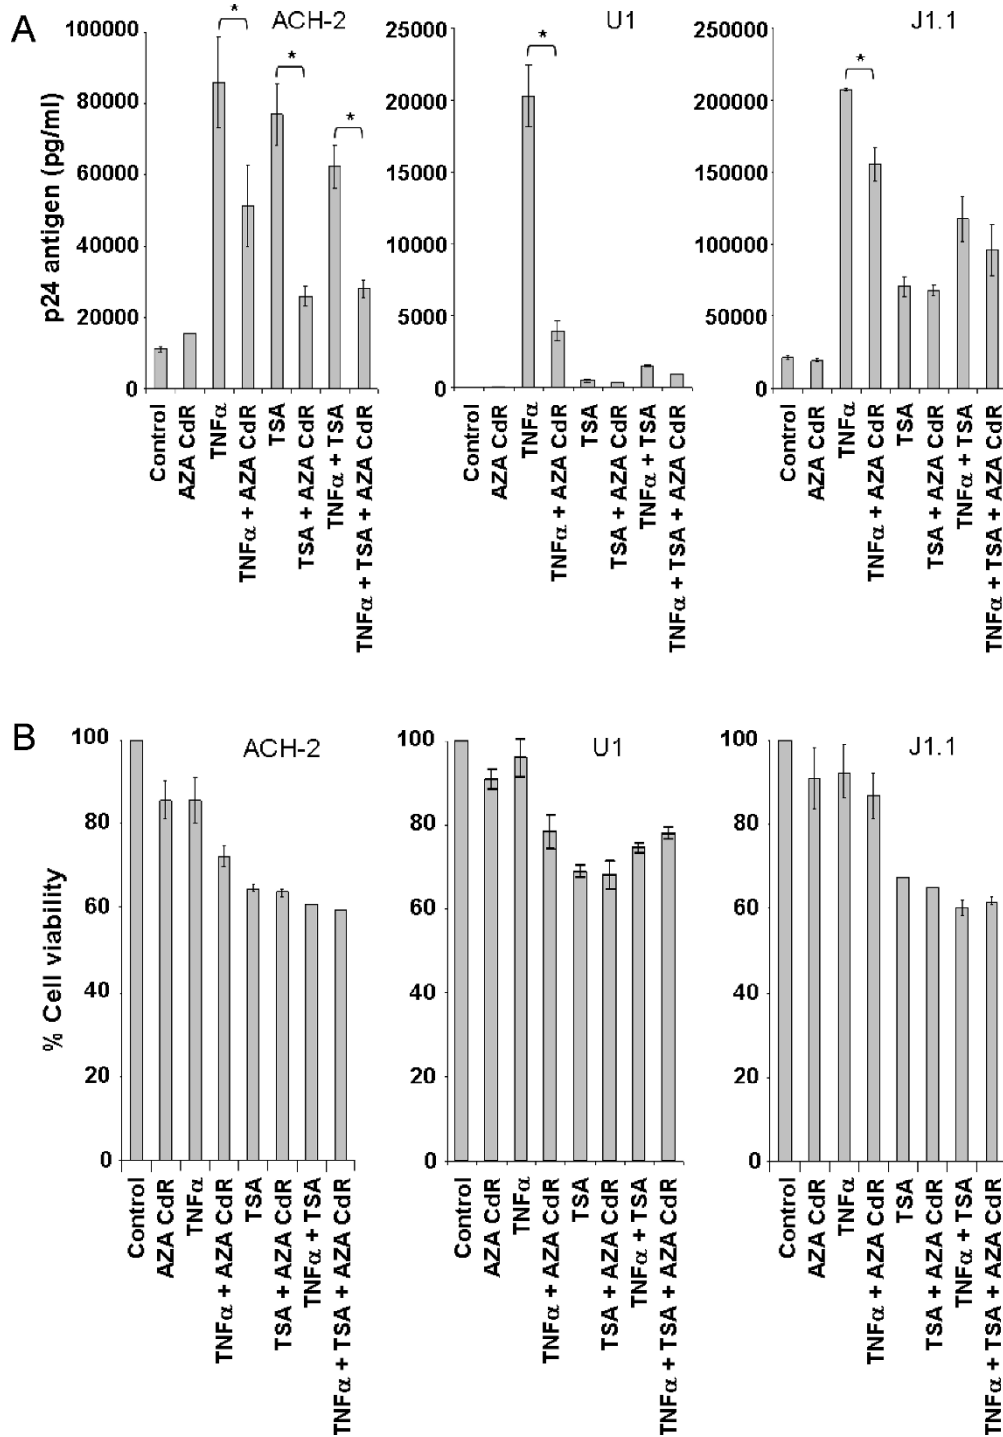 A
ACH-2
U1
J1.1
p24 antigen (pg/ml)
100000
80000
60000
40000
20000
0
*
*
*
Control
AZA CdR
TNFα
TNFα + AZA CdR
TSA
TSA + AZA CdR
TNFα + TSA
TNFα + TSA + AZA CdR
25000
20000
15000
10000
5000
0
*
Control
AZA CdR
TNFα
TNFα + AZA CdR
TSA
TSA + AZA CdR
TNFα + TSA
TNFα + TSA + AZA CdR
250000
200000
150000
100000
50000
0
*
Control
AZA CdR
TNFα
TNFα + AZA CdR
TSA
TSA + AZA CdR
TNFα + TSA
TNFα + TSA + AZA CdR
B
ACH-2
U1
J1.1
% Cell viability
100
80
60
40
20
0
Control
AZA CdR
TNFα
TNFα + AZA CdR
TSA
TSA + AZA CdR
TNFα + TSA
TNFα + TSA + AZA CdR
100
80
60
40
20
0
Control
AZA CdR
TNFα
TNFα + AZA CdR
TSA
TSA + AZA CdR
TNFα + TSA
TNFα + TSA + AZA CdR
100
80
60
40
20
0
Control
AZA CdR
TNFα
TNFα + AZA CdR
TSA
TSA + AZA CdR
TNFα + TSA
TNFα + TSA + AZA CdR